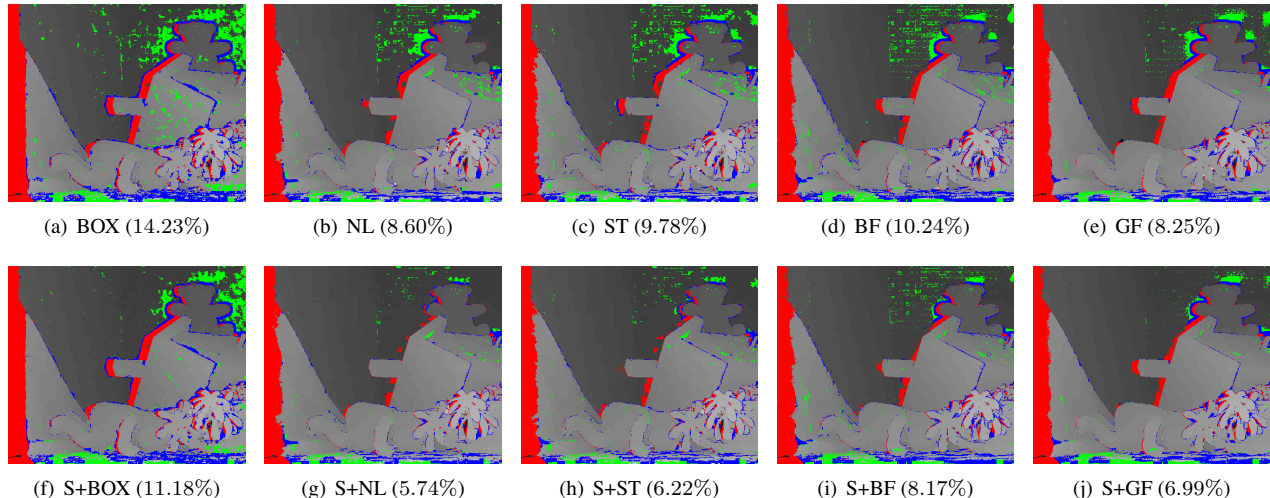 (a) BOX (14.23%)
(b) NL (8.60%)
(c) ST (9.78%)
(d) BF (10.24%)
(e) GF (8.25%)
(f) S+BOX (11.18%)
(g) S+NL (5.74%)
(h) S+ST (6.22%)
(i) S+BF (8.17%)
(j) S+GF (6.99%)